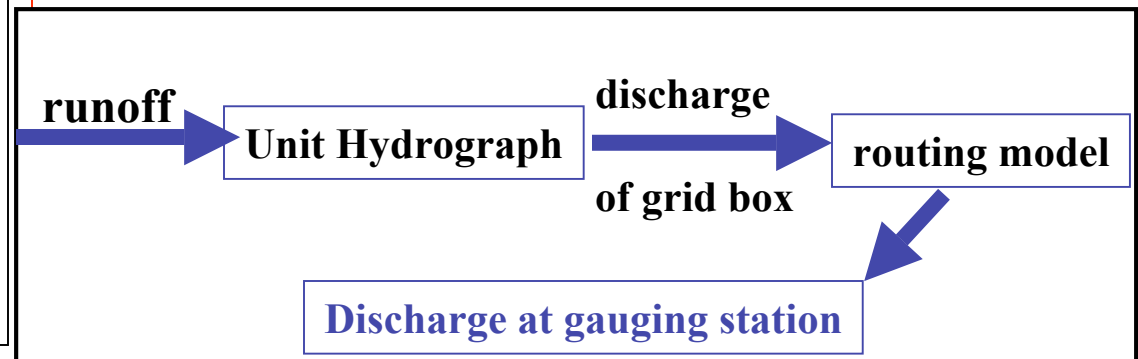 runoff
Unit Hydrograph
discharge
of grid box
routing model
Discharge at gauging station